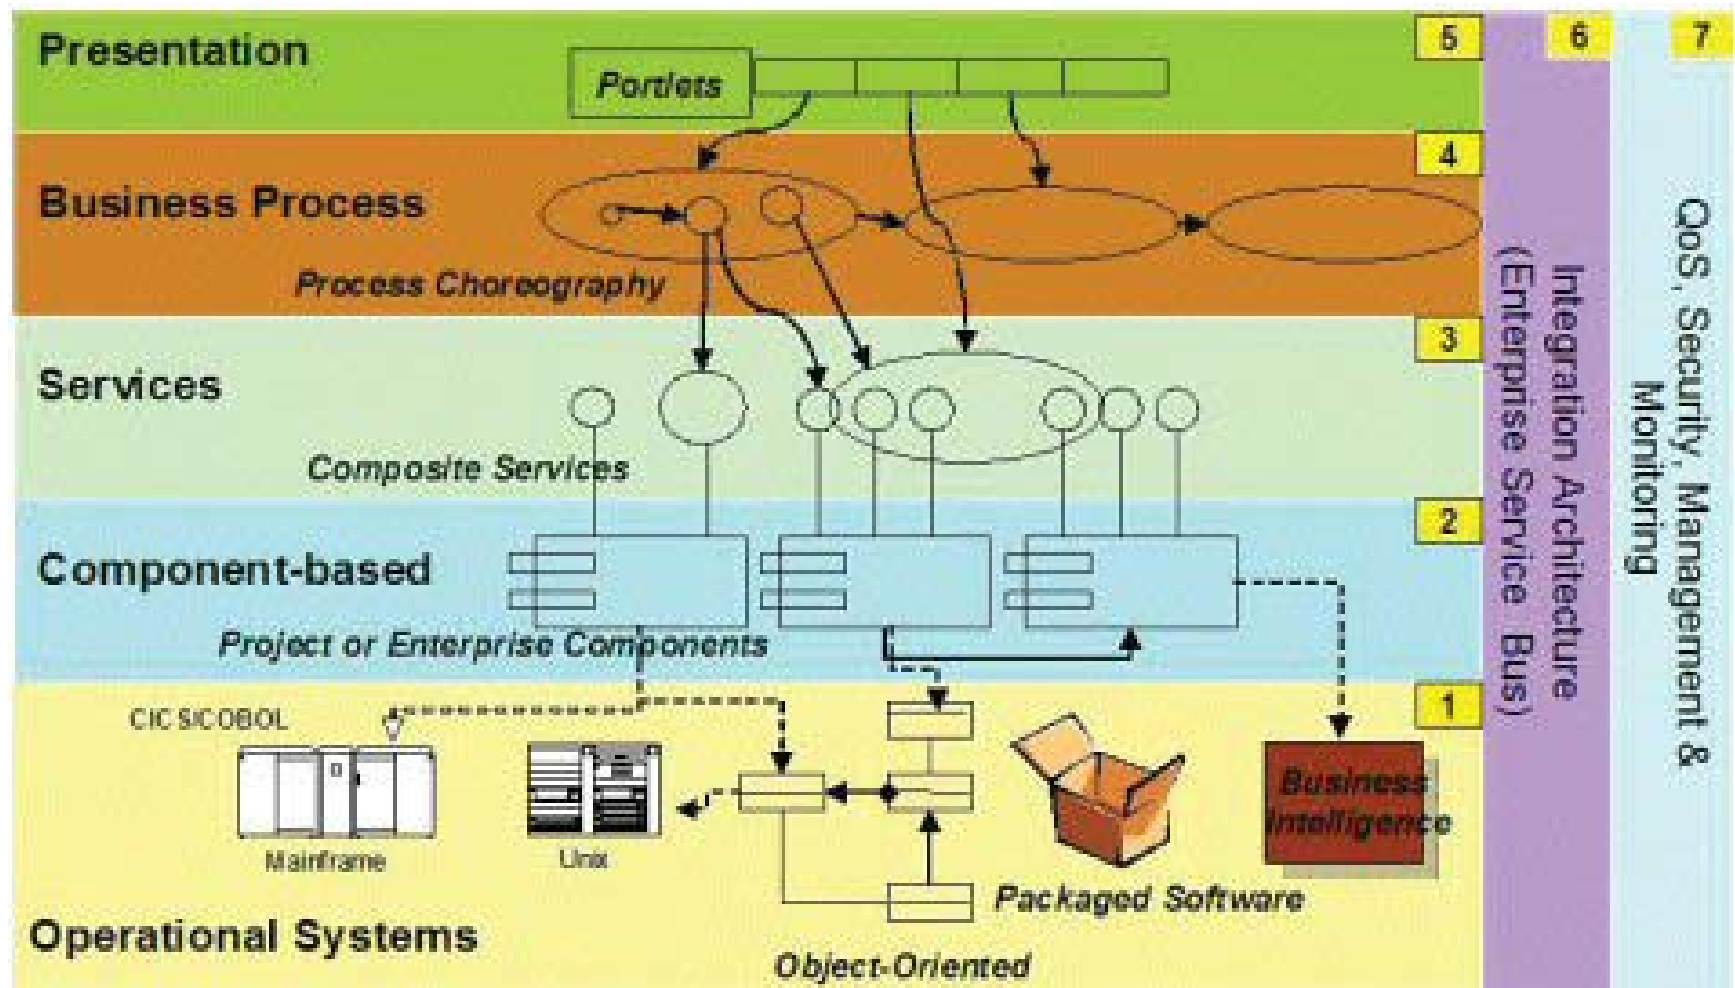 Presentation
Portlets
5
6
7
Business Process
4
Process Choreography
Services
3
Composite Services
Component-based
2
Project or Enterprise Components
1
CICS/COBOL
Mainframe
Unix
Business
Intelligence
Packaged Software
Operational Systems
Object-Oriented
Integration Architecture
(Enterprise Service Bus)
QoS, Security, Management &
Monitoring